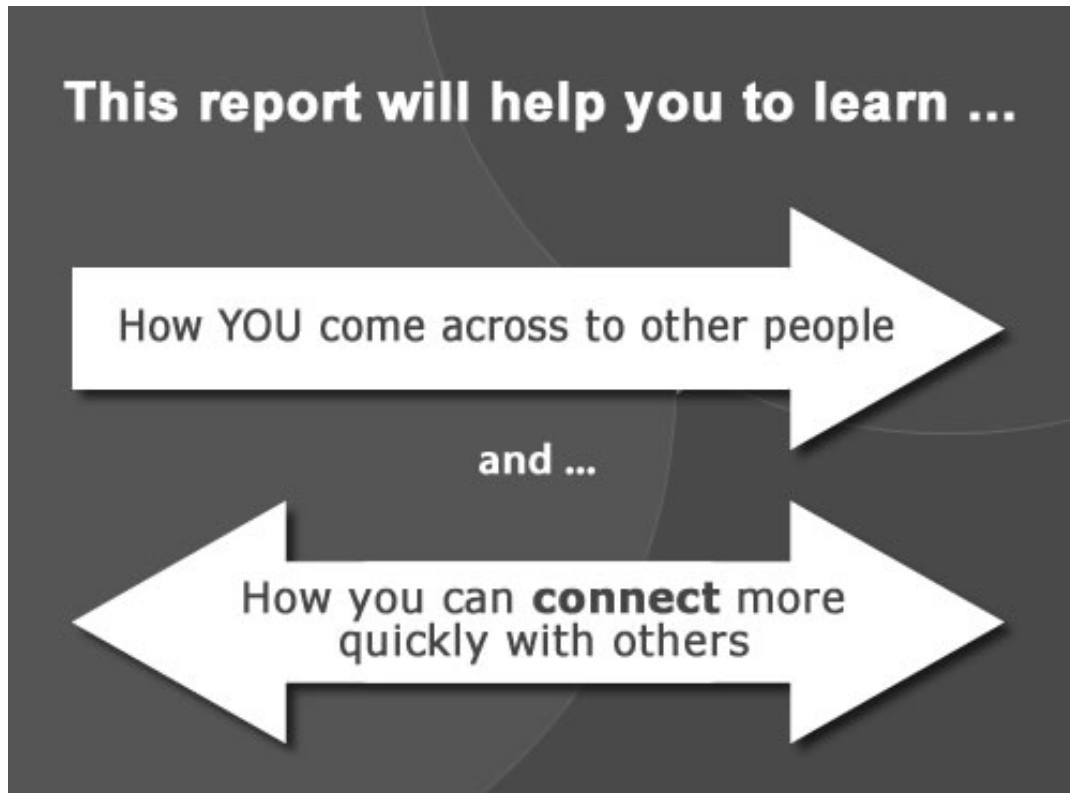 This report will help you to learn ...
How YOU come across to other people
and ...
How you can connect more
quickly with others